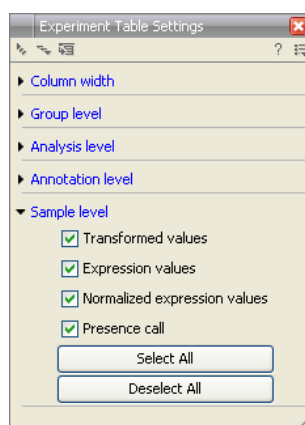 Experiment Table Settings
?
Column width
Group level
Analysis level
Annotation level
Sample level
Transformed values
Expression values
Normalized expression values
Presence call
Select All
Deselect All